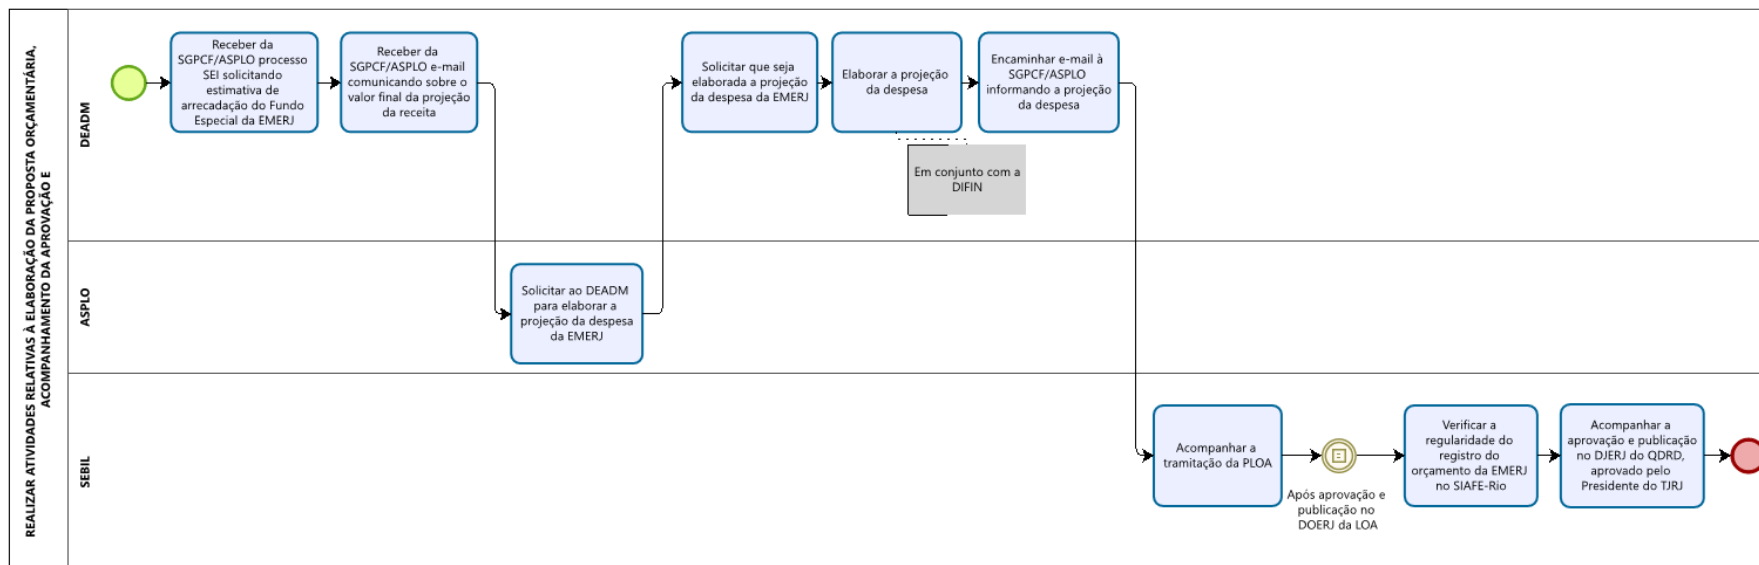 REALIZAR ATIVIDADES RELATIVAS À ELABORAÇÃO DA PROPOSTA ORÇAMENTÁRIA,
ACOMPANHAMENTO DA APROVAÇÃO E
DEADM
Receber da
SGPCF/ASPLO processo
SEI solicitando
estimativa de
arrecadação do Fundo
Especial da EMERJ
Receber da
SGPCF/ASPLO e-mail
comunicando sobre o
valor final da projeção
da receita
Solicitar que seja
elaborada a projeção
da despesa da EMERJ
Elaborar a projeção
da despesa
Encaminhar e-mail à
SGPCF/ASPLO
informando a projeção
da despesa
Em conjunto com a
DIFIN
ASPLO
Solicitar ao DEADM
para elaborar a
projeção da despesa
da EMERJ
SEBIL
Acompanhar a
tramitação da PLOA
Após aprovação e
publicação no
DOERJ da LOA
Verificar a
regularidade do
registro do
orçamento da EMERJ
no SIAFE-Rio
Acompanhar a
aprovação e publicação
no DJERJ do QDRD,
aprovado pelo
Presidente do TJRJ